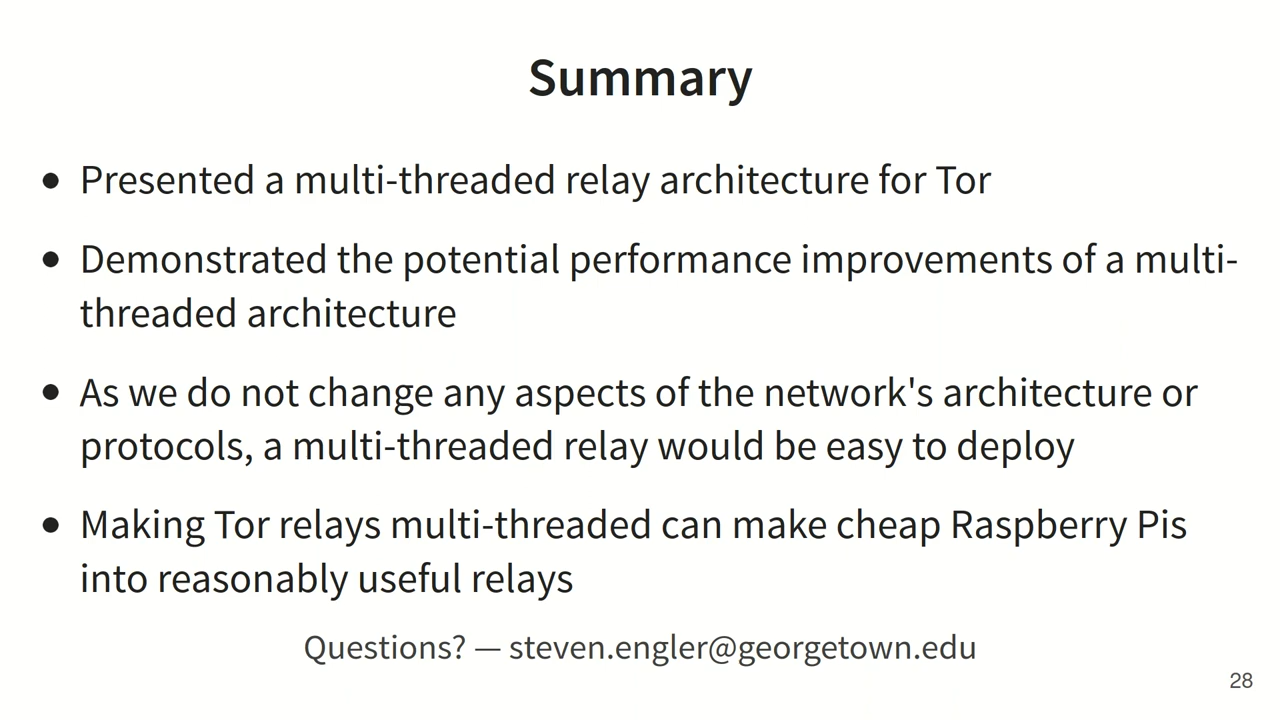 Summary
• Presented a multi-threaded relay architecture for Tor
• Demonstrated the potential performance improvements of a multi-
threaded architecture
• As we do not change any aspects of the network's architecture or
protocols, a multi-threaded relay would be easy to deploy
• Making Tor relays multi-threaded can make cheap Raspberry Pis
into reasonably useful relays
Questions? — steven.engler@georgetown.edu
28